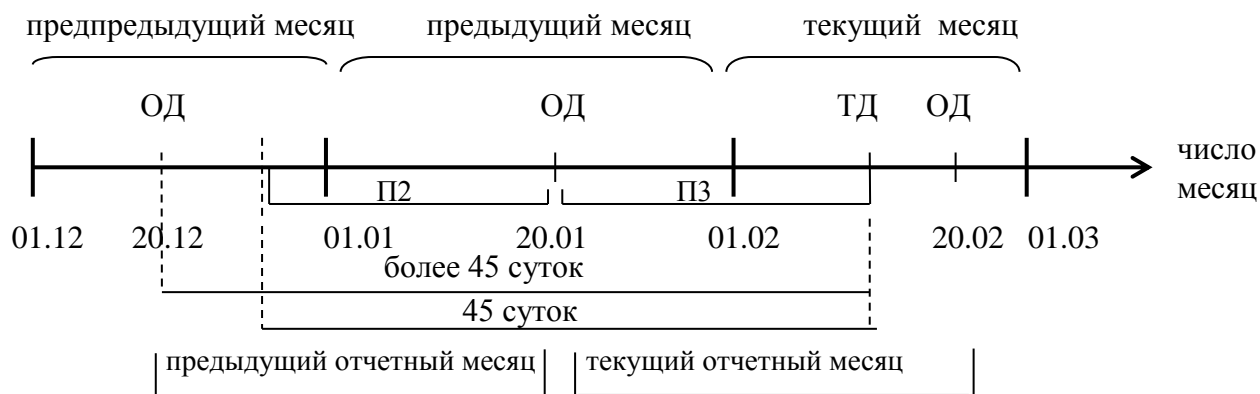 предпредыдущий месяц предыдущий месяц текущий месяц
ОД ОД ТД ОД
число
месяц
П2 П3
01.12 20.12 01.01 20.01 01.02 20.02 01.03
более 45 суток
45 суток
предыдущий отчетный месяц текущий отчетный месяц